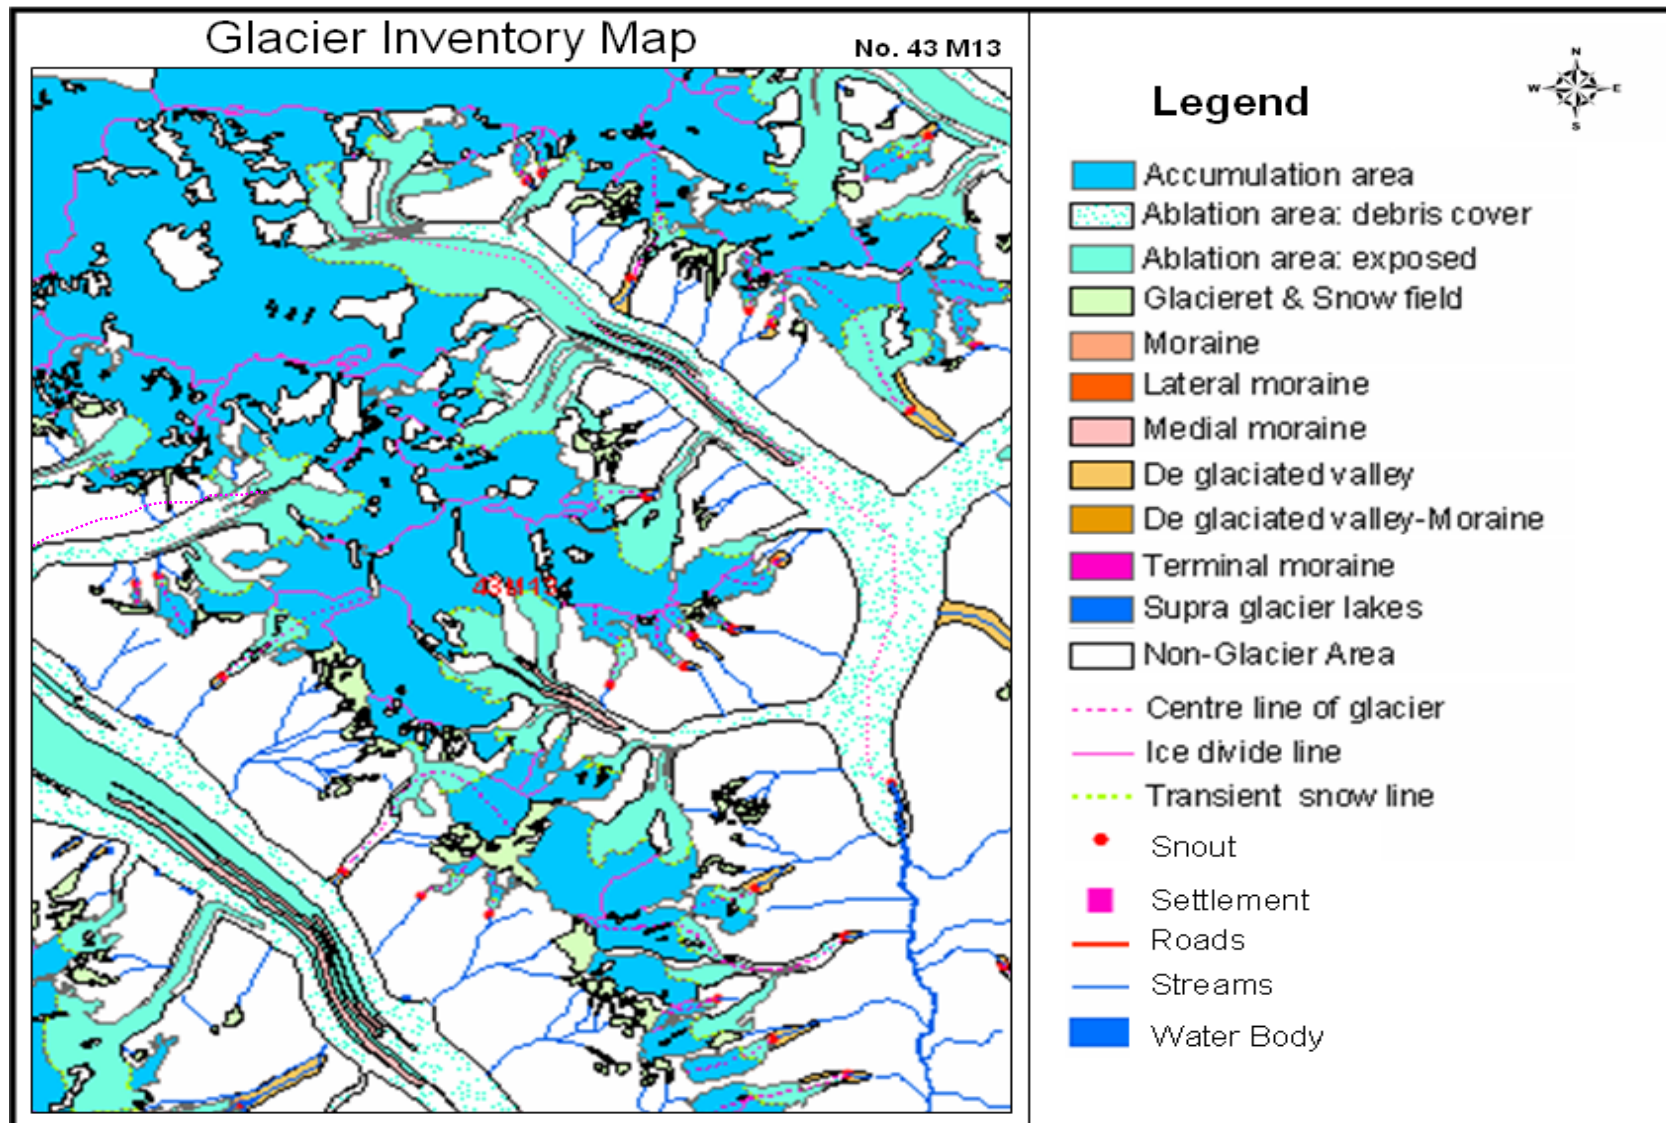 Glacier Inventory Map
No. 43 M13
43M13
F
Legend
N
W
E
S
Accumulation area
Ablation area: debris cover
Ablation area: exposed
Glacieret & Snow field
Moraine
Lateral moraine
Medial moraine
De glaciated valley
De glaciated valley-Moraine
Terminal moraine
Supra glacier lakes
Non-Glacier Area
Centre line of glacier
Ice divide line
Transient snow line
Snout
Settlement
Roads
Streams
Water Body